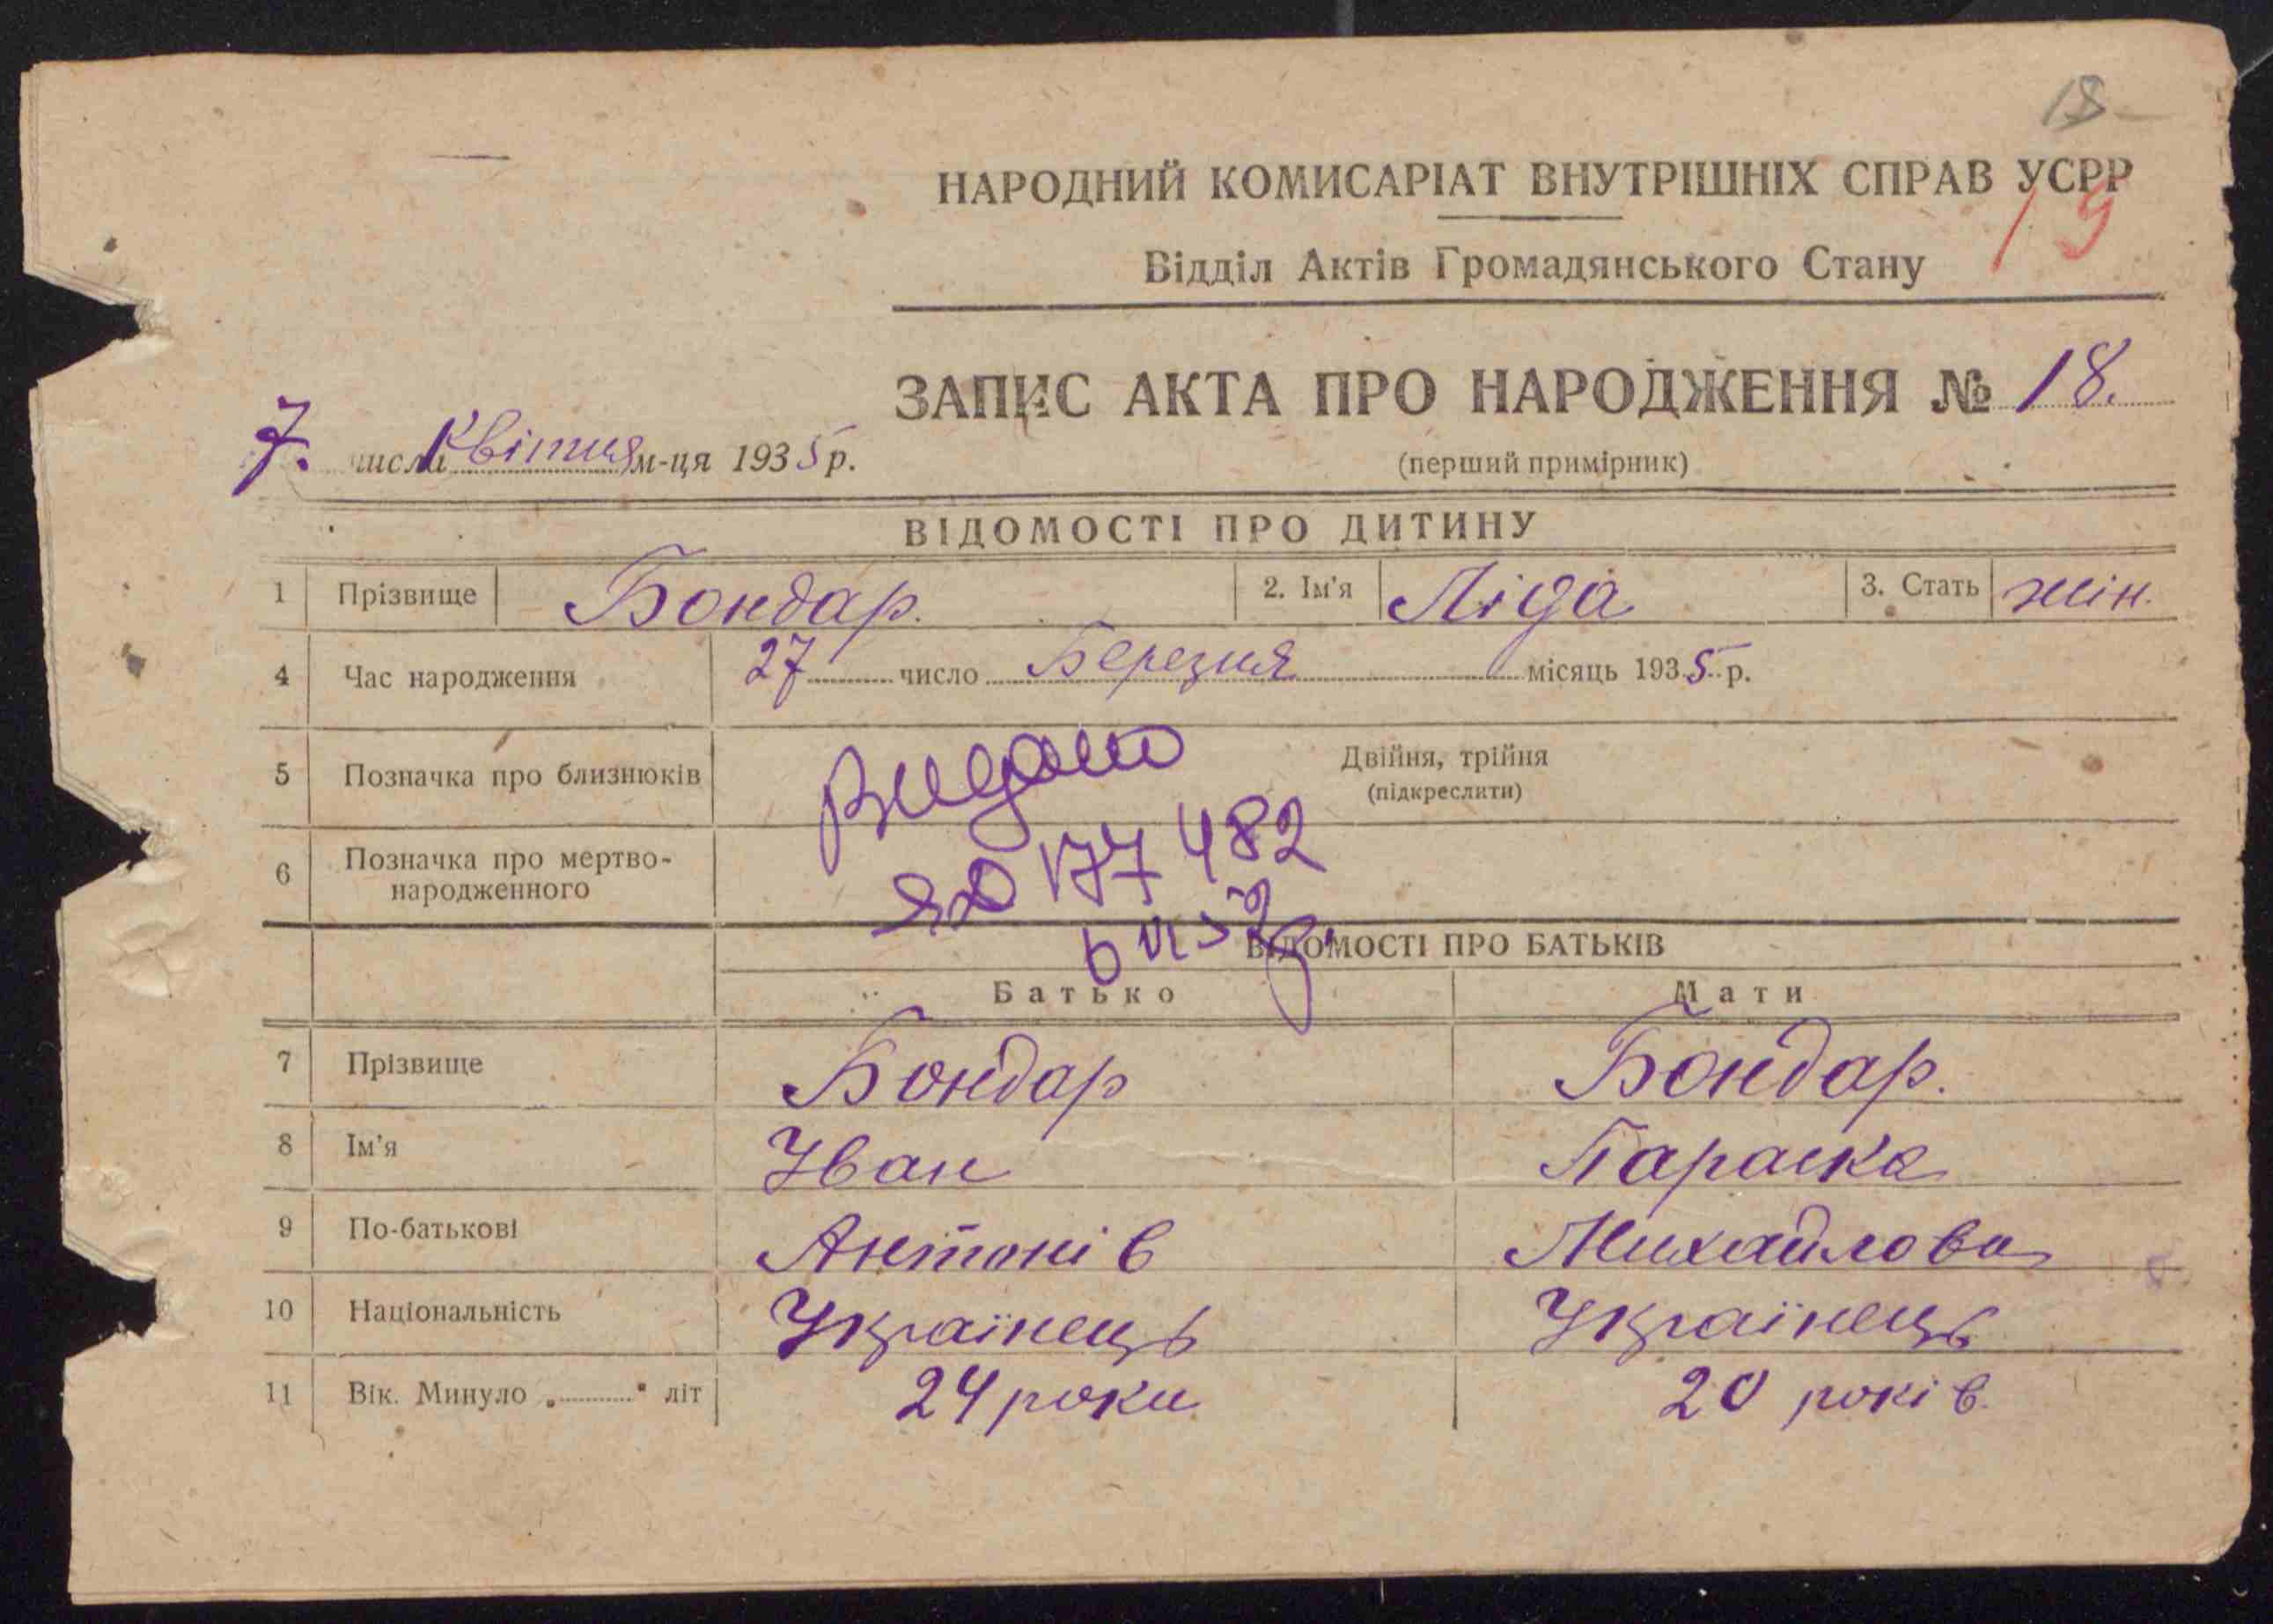 18
НАРОДНИЙ КОМИСАРІАТ ВНУТРІШНІХ СПРАВ УСРР
19
Відділ Актів Громадянського Стану
ЗАПИС АКТА ПРО НАРОДЖЕННЯ № 18.
7. числа Квітня м-ця 1935 р.
(перший примірник)
ВІДОМОСТІ ПРО ДИТИНУ
1 Прізвище Бондар. 2. Ім'я Ліда 3. Стать жін.
4 Час народження 27 число Березня місяць 1935 р.
5 Позначка про близнюків Двійня, трійня
(підкреслити)
видано
177482
6 Позначка про мертво-
народженного
ВІДОМОСТІ ПРО БАТЬКІВ
Батько Мати
7 Прізвище Бондар Бондар.
8 Ім'я Іван Параска
9 По-батькові Антонів Михайлова
10 Національність Українець Українець
11 Вік. Минуло „..........“ літ 24 роки 20 років.